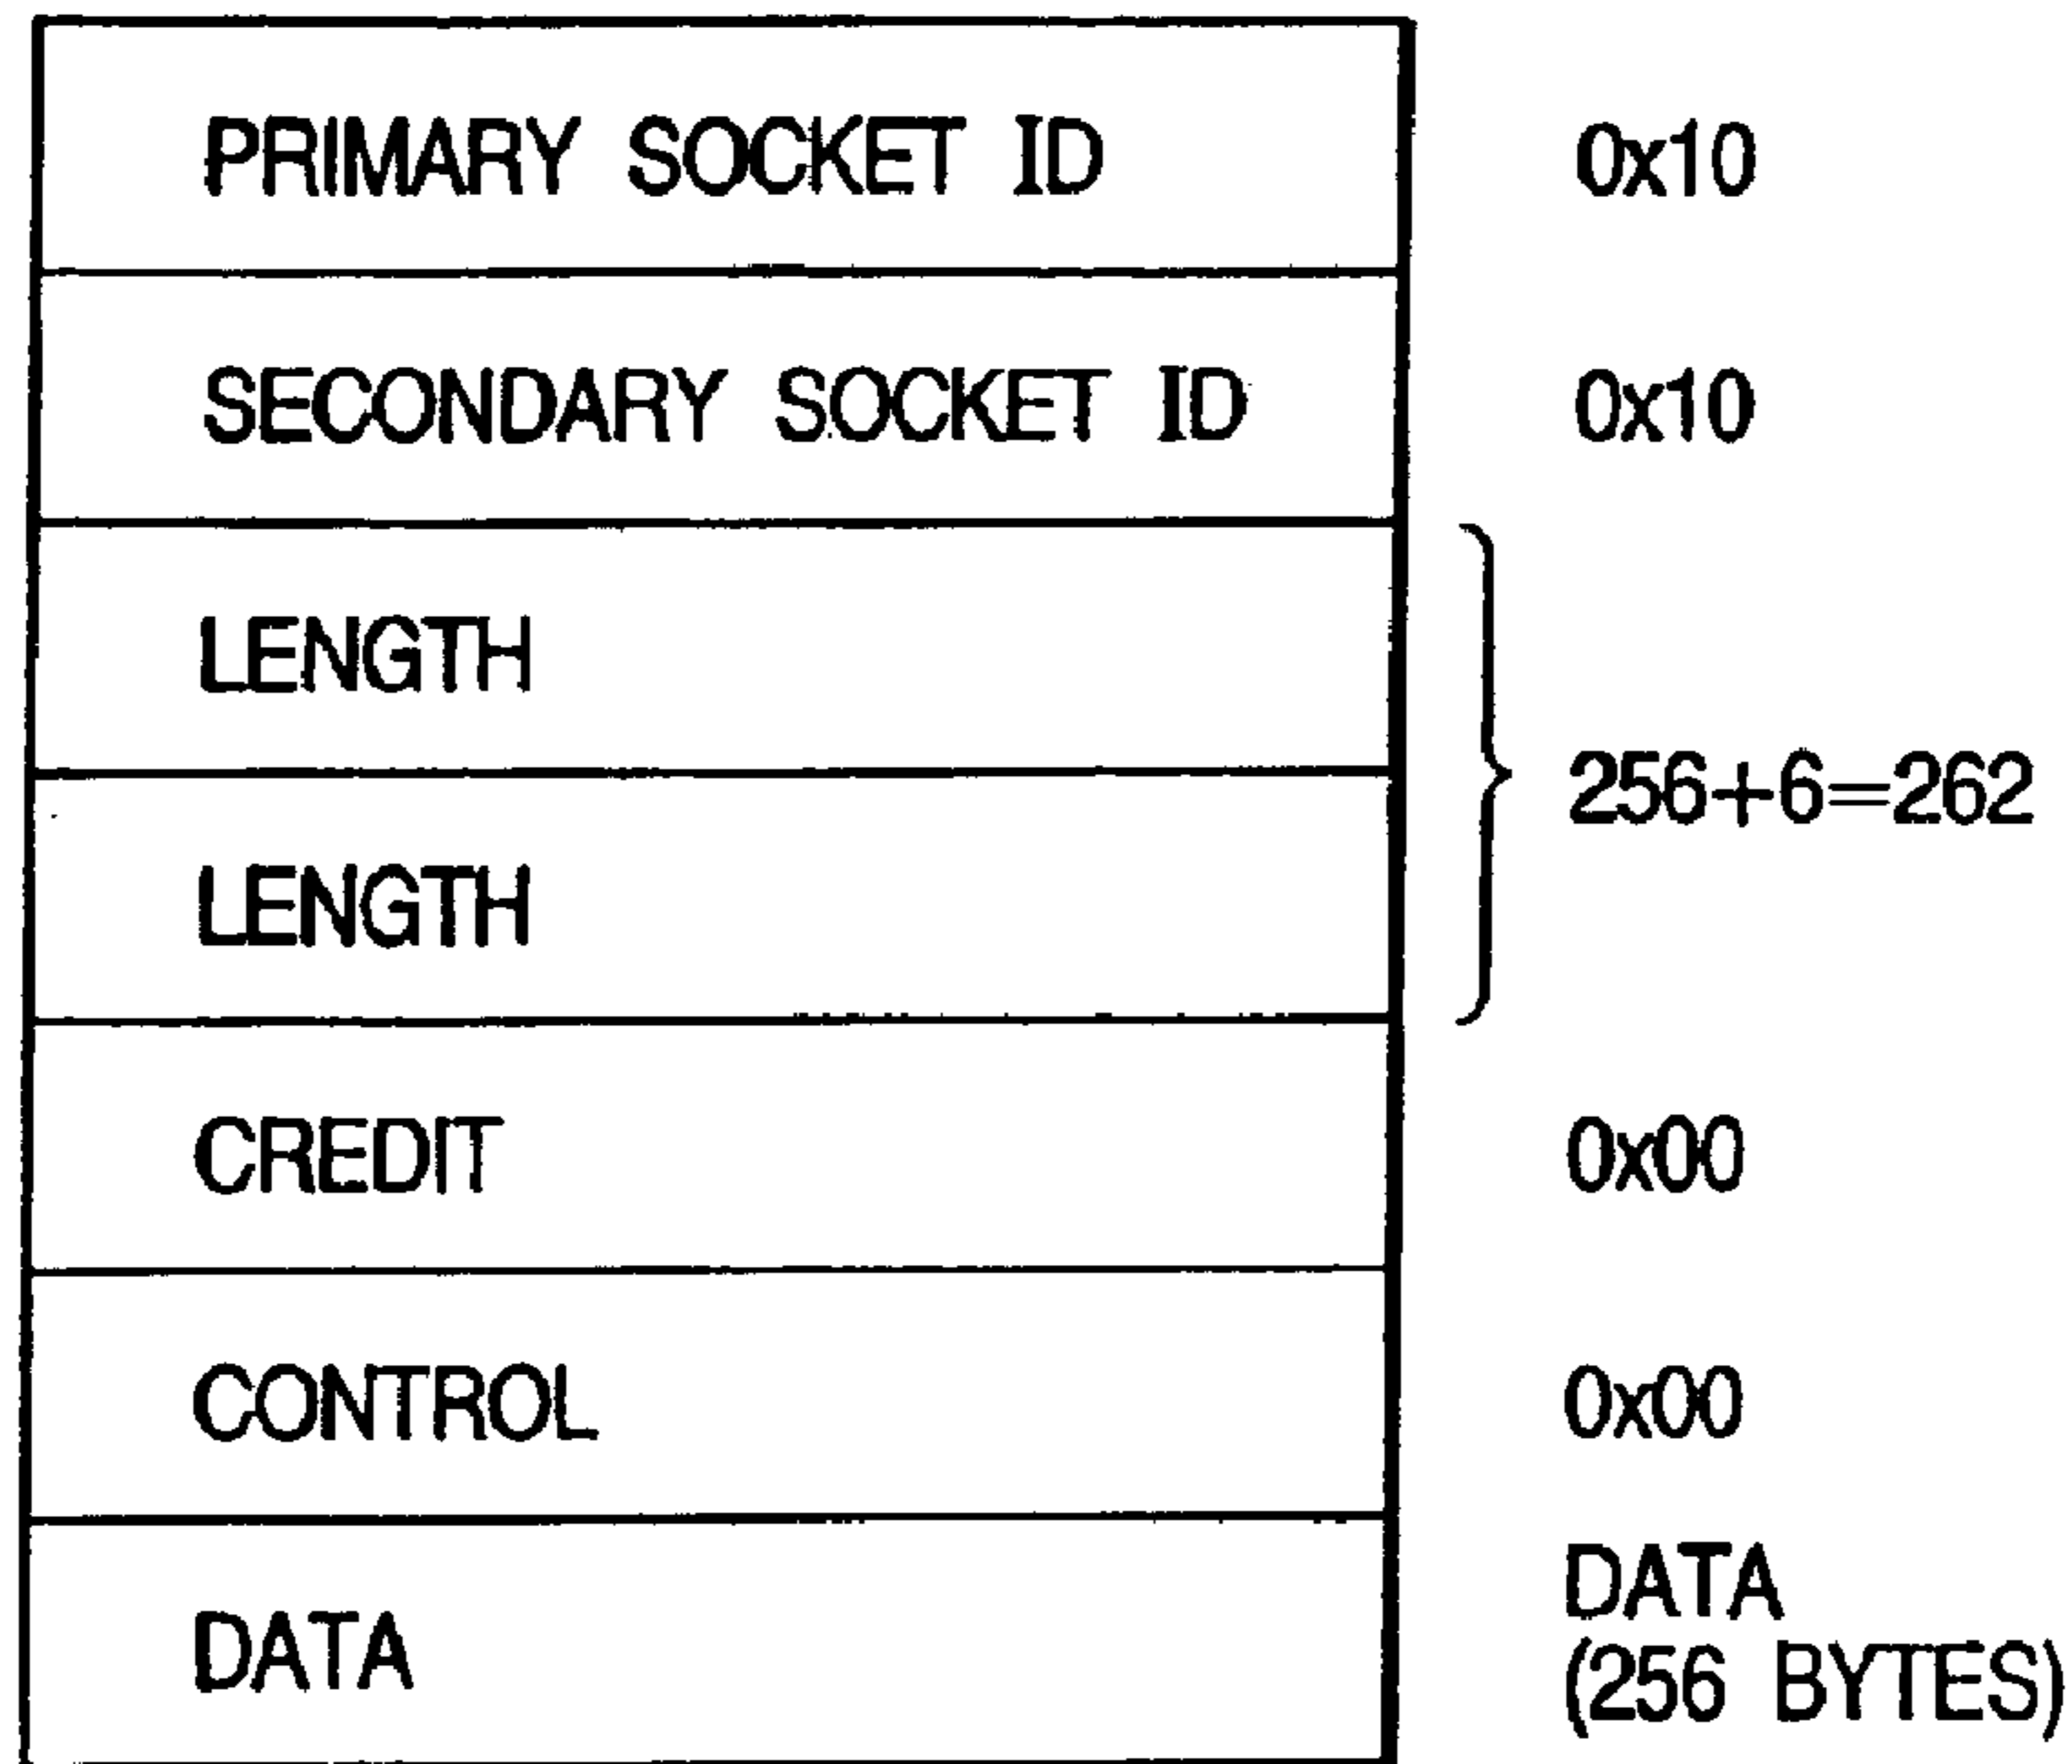 PRIMARY SOCKET ID 0x10
SECONDARY SOCKET ID 0x10
LENGTH
256+6=262
LENGTH
CREDIT 0x00
CONTROL 0x00
DATA
DATA
(256 BYTES)